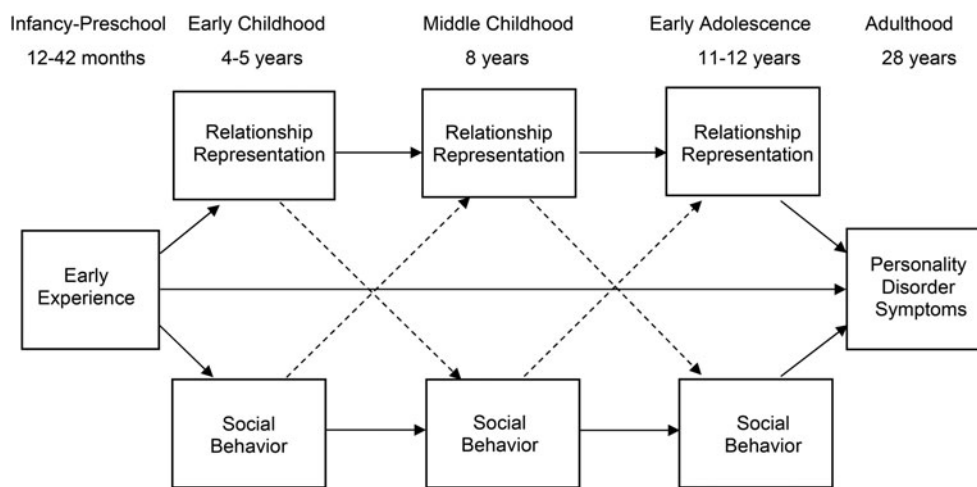 Infancy-Preschool
12-42 months
Early Childhood
4-5 years
Middle Childhood
8 years
Early Adolescence
11-12 years
Adulthood
28 years
Relationship
Representation
Relationship
Representation
Relationship
Representation
Early
Experience
Personality
Disorder
Symptoms
Social
Behavior
Social
Behavior
Social
Behavior